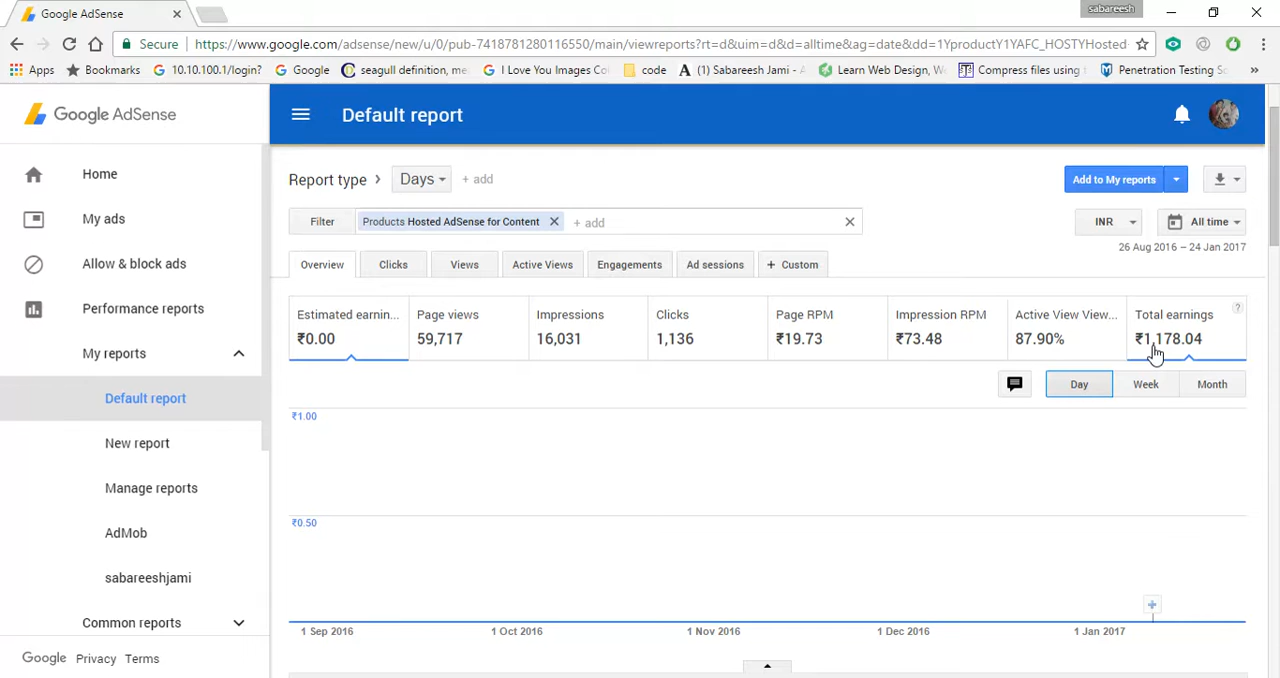 Google AdSense
sabareesh
Secure https://www.google.com/adsense/new/u/0/pub-7418781280116550/main/viewreports?rt=d&uim=d&d=alltime&ag=date&dd=1YproductY1YAFC_HOSTYHosted
Apps Bookmarks 10.10.100.1/login? Google seagull definition, me I Love You Images Co code (1) Sabareesh Jami - Learn Web Design, W Compress files using Penetration Testing Sc
Google AdSense
Default report
Home
My ads
Allow & block ads
Performance reports
My reports
Default report
New report
Manage reports
AdMob
sabareeshjami
Common reports
Google Privacy Terms
Report type Days + add
Add to My reports
Filter Products Hosted AdSense for Content + add
INR All time
26 Aug 2016 – 24 Jan 2017
Overview Clicks Views Active Views Engagements Ad sessions + Custom
Estimated earnin... Page views Impressions Clicks Page RPM Impression RPM Active View View... Total earnings ?
₹0.00 59,717 16,031 1,136 ₹19.73 ₹73.48 87.90% ₹1,178.04
Day Week Month
₹1.00
₹0.50
1 Sep 2016 1 Oct 2016 1 Nov 2016 1 Dec 2016 1 Jan 2017